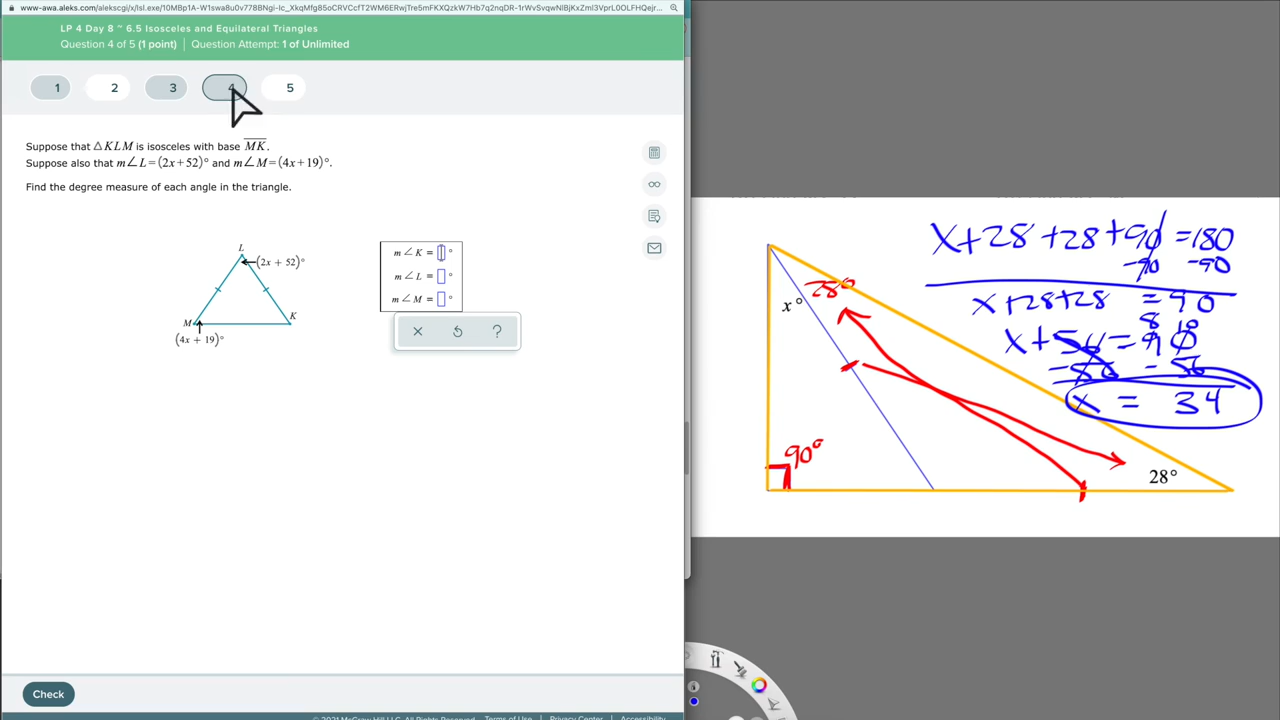 LP 4 Day 8 ~ 6.5 Isosceles and Equilateral Triangles
Question 4 of 5 (1 point) | Question Attempt: 1 of Unlimited
1 2 3 4 5
Suppose that △KLM is isosceles with base MK.
Suppose also that m∠L=(2x+52)° and m∠M=(4x+19)°.
Find the degree measure of each angle in the triangle.
L
(2x + 52)°
M
K
(4x + 19)°
m∠K = °
m∠L = °
m∠M = °
× ?
Check
x+28+28+90=180
-90 -90
x+28+28 = 90
8 10
x+56=90
-56 -56
x = 34
28°
x°
90°
28°